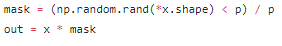 mask = (np.random.rand(*x.shape) < p) / p
out = x * mask